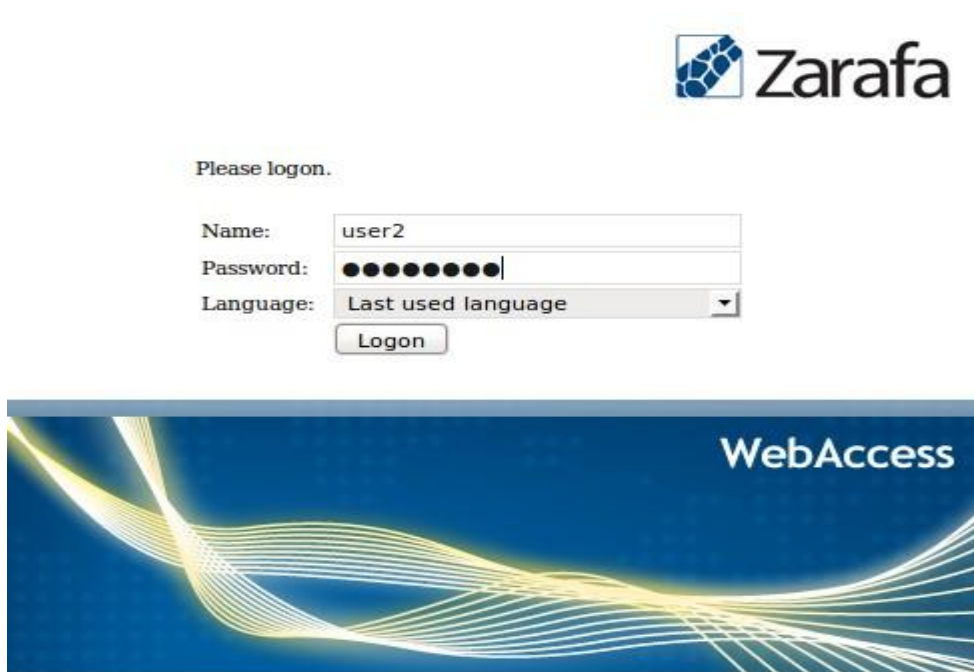 Zarafa
Please logon.
Name: user2
Password: ●●●●●●●●
Language: Last used language
Logon
WebAccess